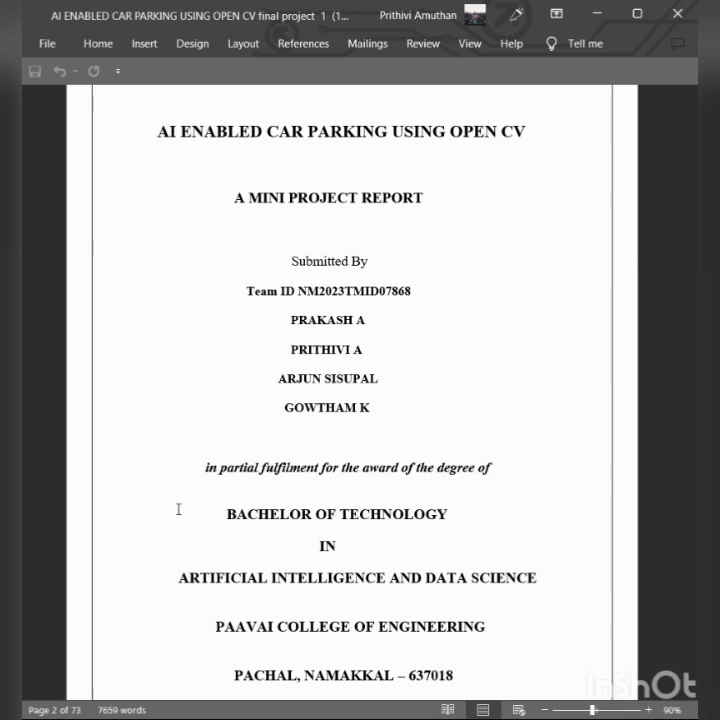 AI ENABLED CAR PARKING USING OPEN CV final project 1 (1...
Prithivi Amuthan
File Home Insert Design Layout References Mailings Review View Help Tell me
AI ENABLED CAR PARKING USING OPEN CV
A MINI PROJECT REPORT
Submitted By
Team ID NM2023TMID07868
PRAKASH A
PRITHIVI A
ARJUN SISUPAL
GOWTHAM K
in partial fulfilment for the award of the degree of
BACHELOR OF TECHNOLOGY
IN
ARTIFICIAL INTELLIGENCE AND DATA SCIENCE
PAAVAI COLLEGE OF ENGINEERING
PACHAL, NAMAKKAL – 637018
InShOt
Page 2 of 73 7659 words
90%